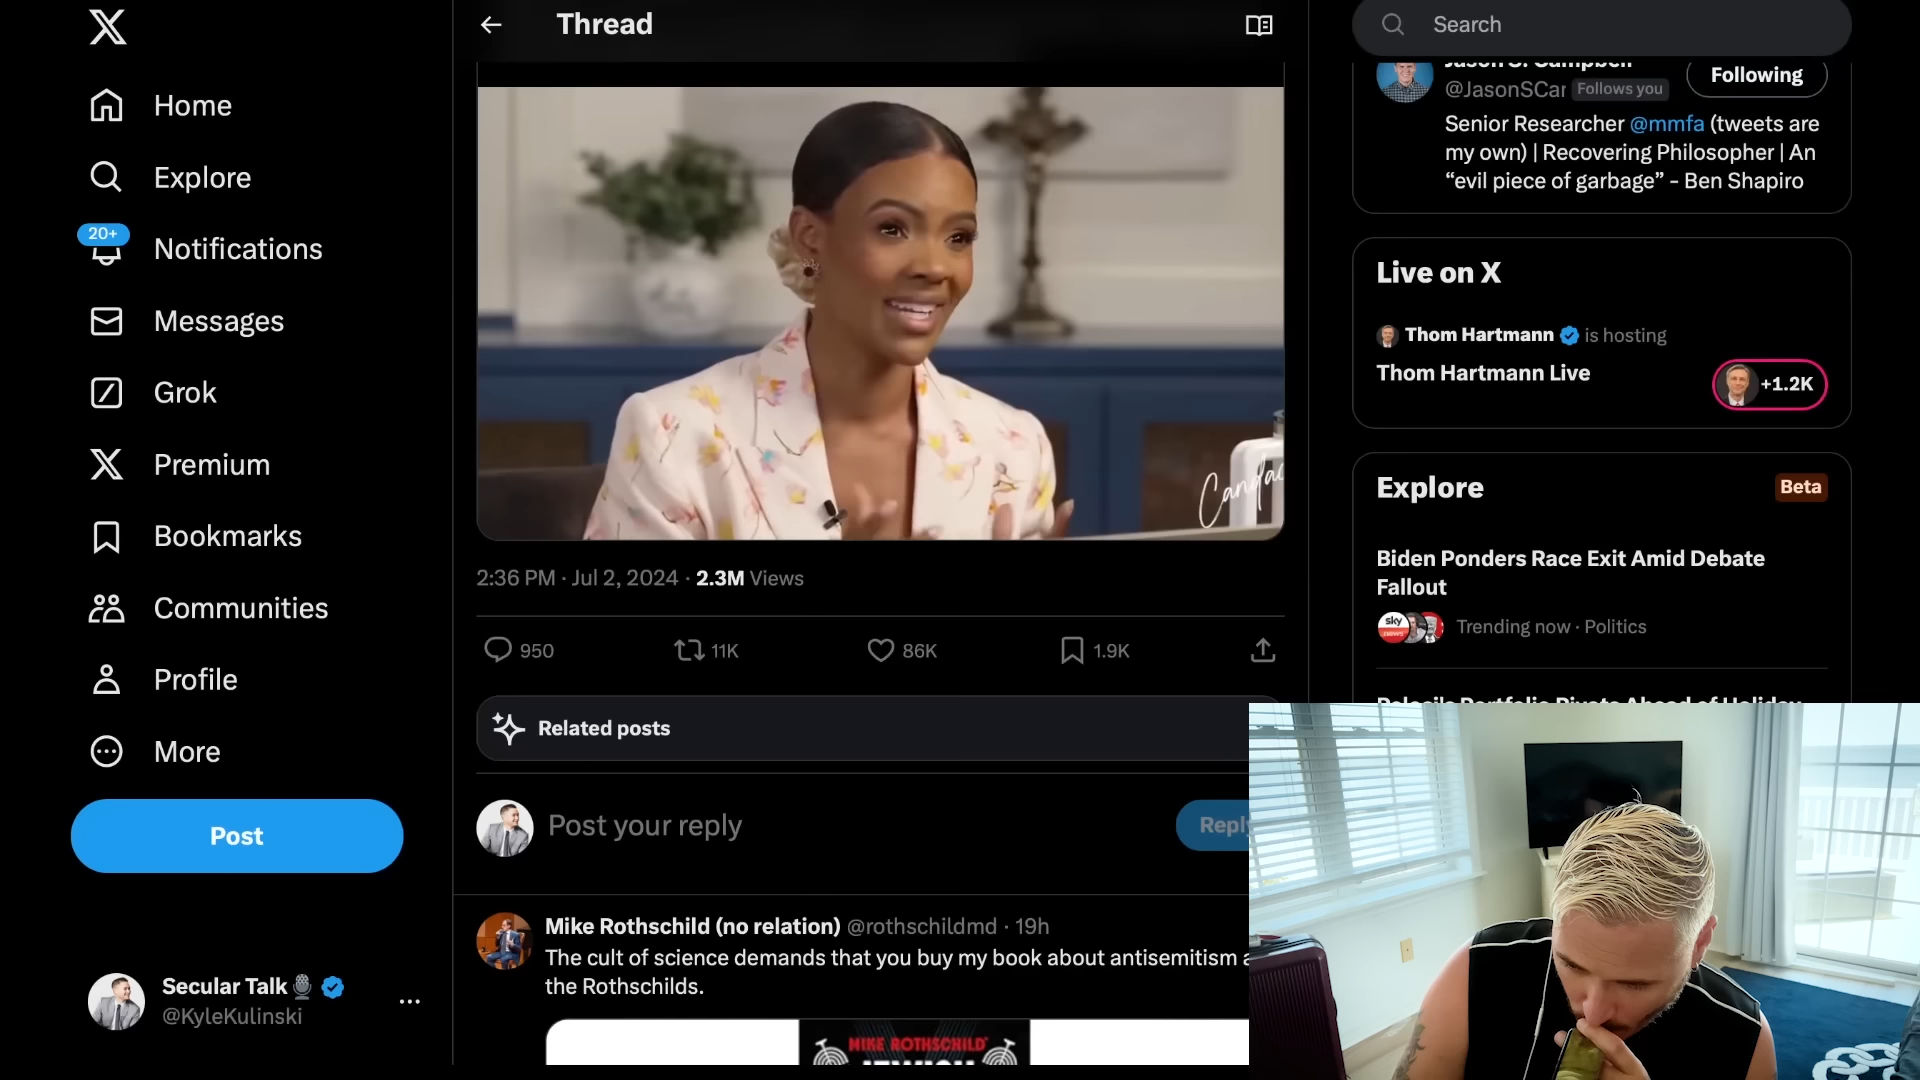 Home
Explore
20+
Notifications
Messages
Grok
Premium
Bookmarks
Communities
Profile
More
Post
Secular Talk
@KyleKulinski
Thread
2:36 PM · Jul 2, 2024 · 2.3M Views
950
11K
86K
1.9K
Related posts
Post your reply
Mike Rothschild (no relation) @rothschildmd · 19h
The cult of science demands that you buy my book about antisemitism
the Rothschilds.
MIKE ROTHSCHILD
Search
Jason S. Campbell
@JasonSCar Follows you
Following
Senior Researcher @mmfa (tweets are
my own) | Recovering Philosopher | An
“evil piece of garbage” - Ben Shapiro
Live on X
Thom Hartmann is hosting
Thom Hartmann Live
+1.2K
Explore
Beta
Biden Ponders Race Exit Amid Debate
Fallout
sky news
Trending now · Politics